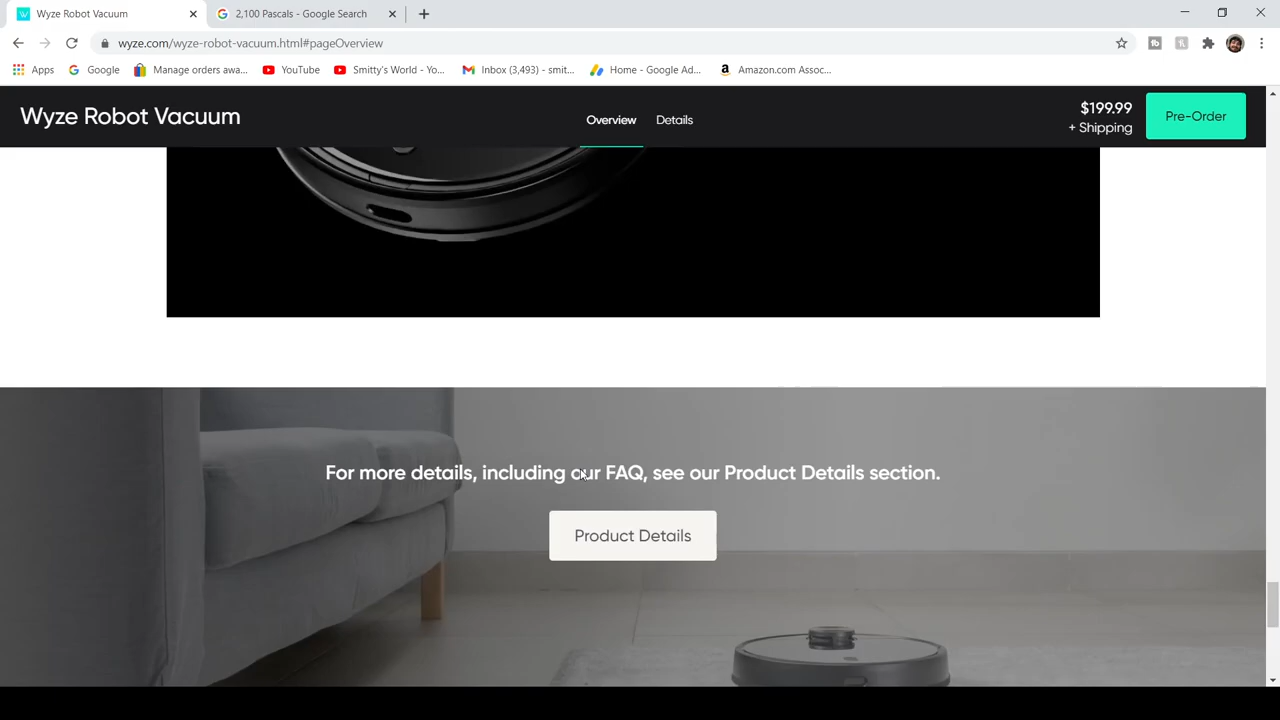 Wyze Robot Vacuum
2,100 Pascals - Google Search
wyze.com/wyze-robot-vacuum.html#pageOverview
Apps
Google
Manage orders awa...
YouTube
Smitty's World - Yo...
Inbox (3,493) - smit...
Home - Google Ad...
Amazon.com Assoc...
Wyze Robot Vacuum
Overview
Details
$199.99
+ Shipping
Pre-Order
For more details, including our FAQ, see our Product Details section.
Product Details